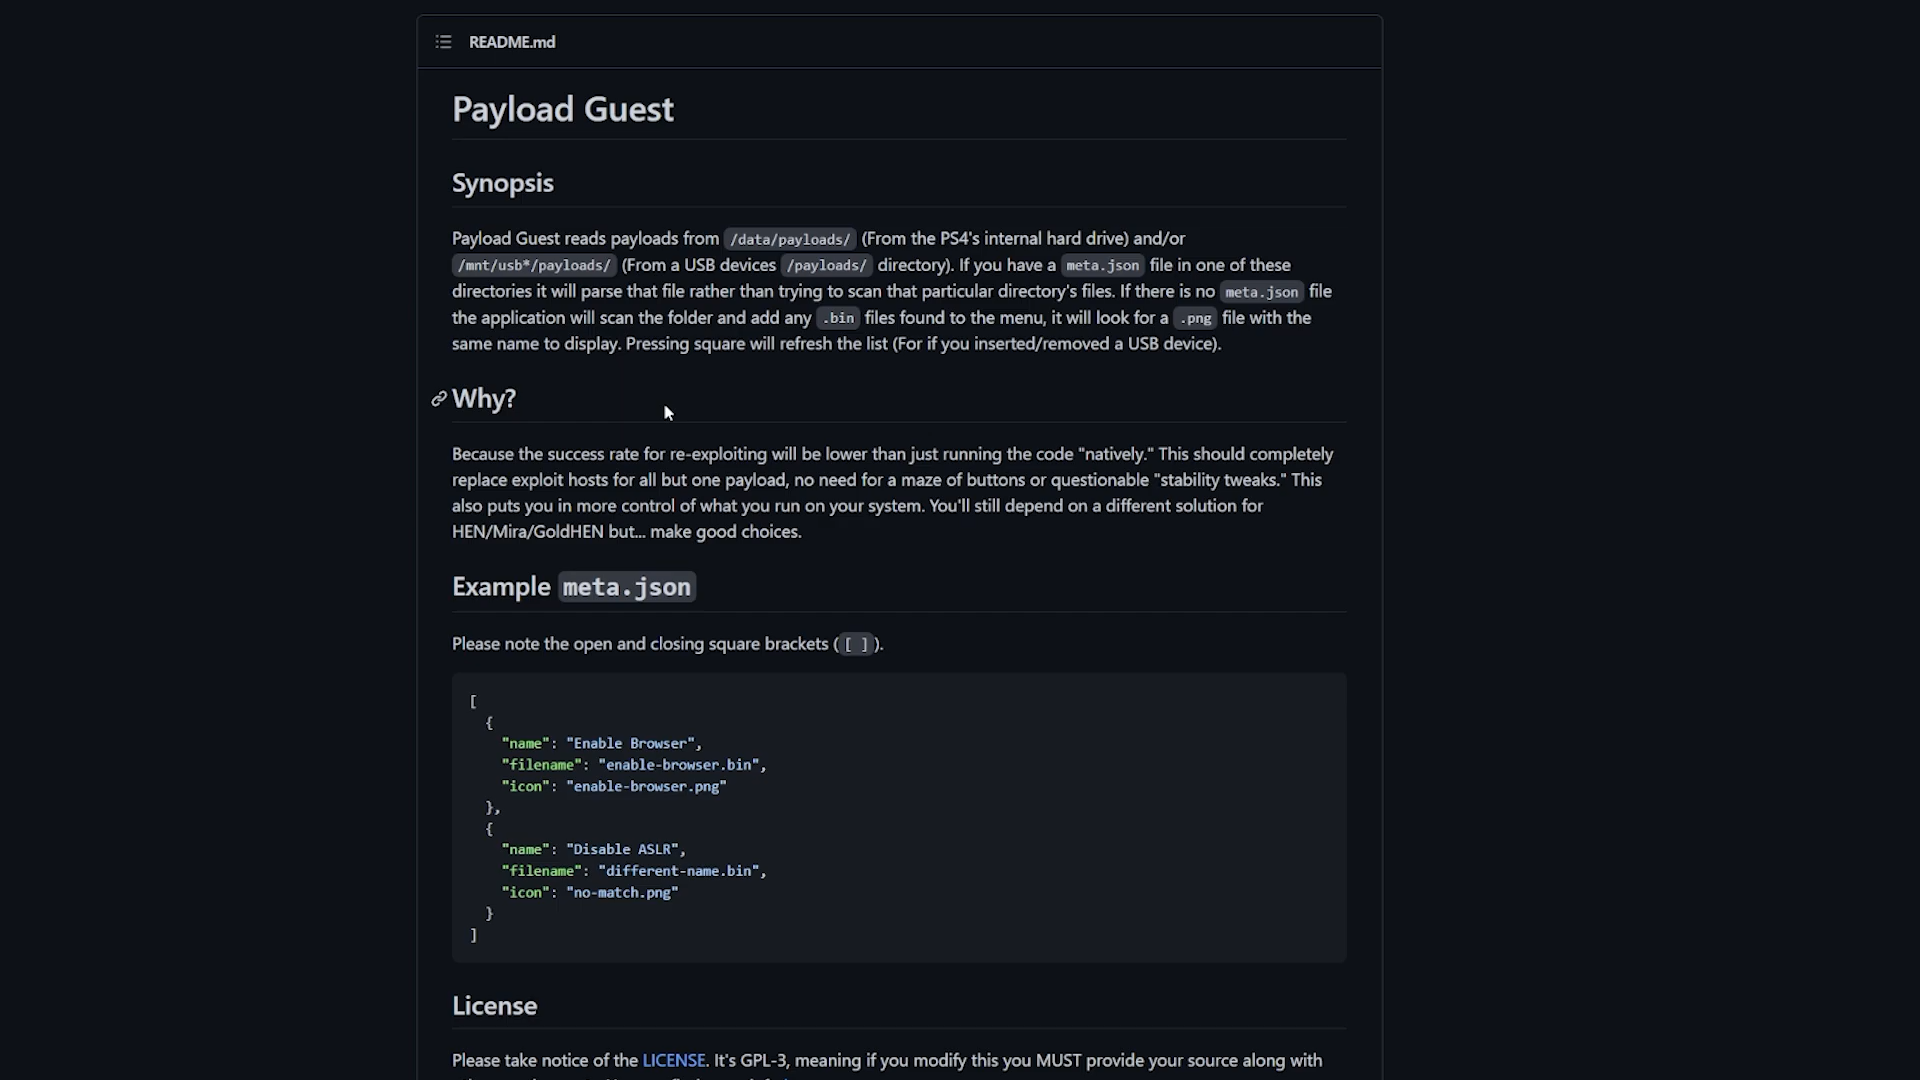 README.md
Payload Guest
Synopsis
Payload Guest reads payloads from /data/payloads/ (From the PS4's internal hard drive) and/or
/mnt/usb*/payloads/ (From a USB devices /payloads/ directory). If you have a meta.json file in one of these
directories it will parse that file rather than trying to scan that particular directory's files. If there is no meta.json file
the application will scan the folder and add any .bin files found to the menu, it will look for a .png file with the
same name to display. Pressing square will refresh the list (For if you inserted/removed a USB device).
Why?
Because the success rate for re-exploiting will be lower than just running the code "natively." This should completely
replace exploit hosts for all but one payload, no need for a maze of buttons or questionable "stability tweaks." This
also puts you in more control of what you run on your system. You'll still depend on a different solution for
HEN/Mira/GoldHEN but... make good choices.
Example meta.json
Please note the open and closing square brackets ( [ ] ).
[
{
"name": "Enable Browser",
"filename": "enable-browser.bin",
"icon": "enable-browser.png"
},
{
"name": "Disable ASLR",
"filename": "different-name.bin",
"icon": "no-match.png"
}
]
License
Please take notice of the LICENSE. It's GPL-3, meaning if you modify this you MUST provide your source along with